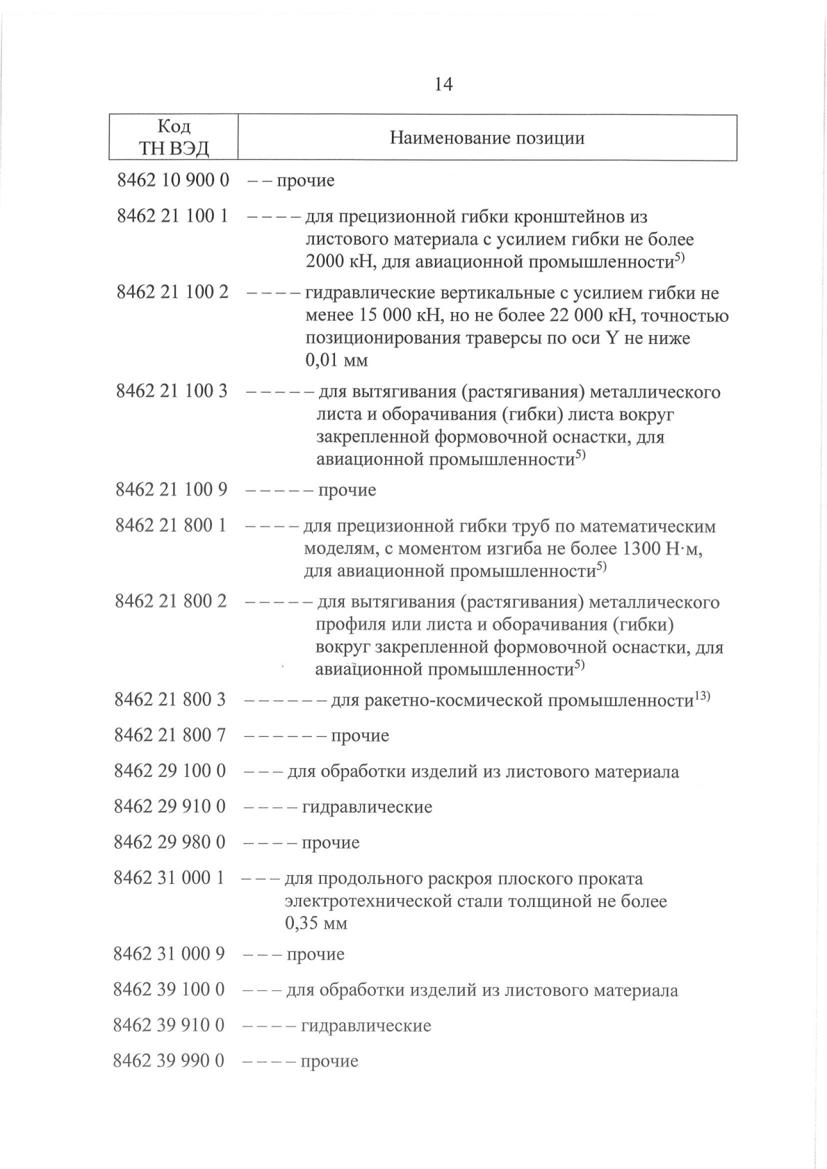 14
Код
ТН ВЭД
Наименование позиции
8462 10 900 0 – – прочие
8462 21 100 1 – – – – для прецизионной гибки кронштейнов из
листового материала с усилием гибки не более
2000 кН, для авиационной промышленности5)
8462 21 100 2 – – – – гидравлические вертикальные с усилием гибки не
менее 15 000 кН, но не более 22 000 кН, точностью
позиционирования траверсы по оси Y не ниже
0,01 мм
8462 21 100 3 – – – – – для вытягивания (растягивания) металлического
листа и оборачивания (гибки) листа вокруг
закрепленной формовочной оснастки, для
авиационной промышленности5)
8462 21 100 9 – – – – – прочие
8462 21 800 1 – – – – для прецизионной гибки труб по математическим
моделям, с моментом изгиба не более 1300 Н·м,
для авиационной промышленности5)
8462 21 800 2 – – – – – для вытягивания (растягивания) металлического
профиля или листа и оборачивания (гибки)
вокруг закрепленной формовочной оснастки, для
авиационной промышленности5)
8462 21 800 3 – – – – – – для ракетно-космической промышленности13)
8462 21 800 7 – – – – – – прочие
8462 29 100 0 – – – для обработки изделий из листового материала
8462 29 910 0 – – – – гидравлические
8462 29 980 0 – – – – прочие
8462 31 000 1 – – – для продольного раскроя плоского проката
электротехнической стали толщиной не более
0,35 мм
8462 31 000 9 – – – прочие
8462 39 100 0 – – – для обработки изделий из листового материала
8462 39 910 0 – – – – гидравлические
8462 39 990 0 – – – – прочие